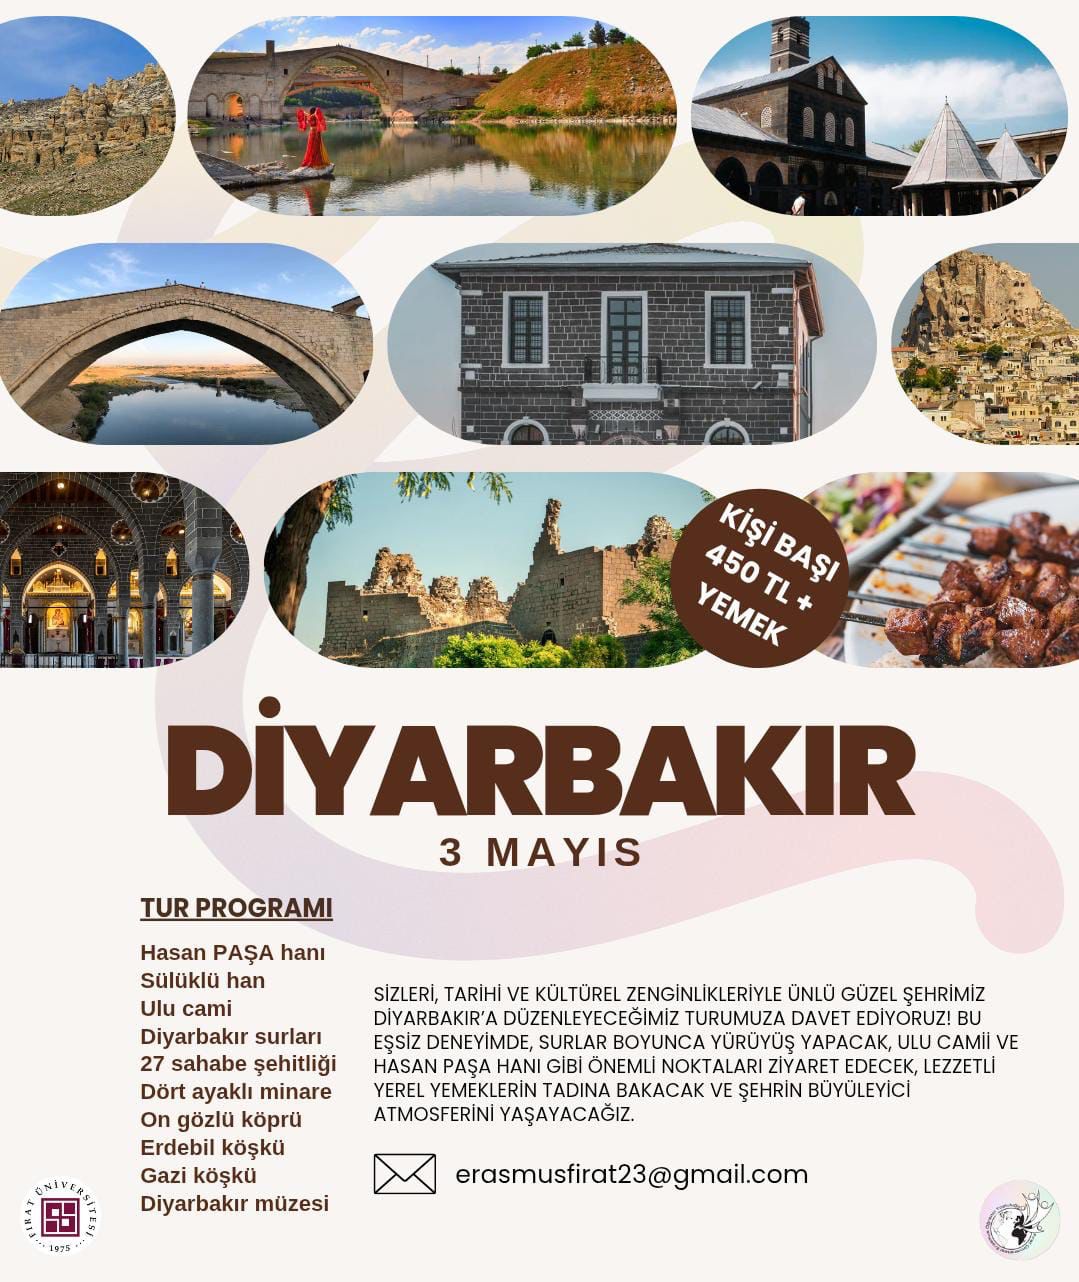 KİŞİ BAŞI
450 TL +
YEMEK
DİYARBAKIR
3 MAYIS
TUR PROGRAMI
Hasan PAŞA hanı
Sülüklü han
Ulu cami
Diyarbakır surları
27 sahabe şehitliği
Dört ayaklı minare
On gözlü köprü
Erdebil köşkü
Gazi köşkü
Diyarbakır müzesi
SİZLERİ, TARİHİ VE KÜLTÜREL ZENGİNLİKLERİYLE ÜNLÜ GÜZEL ŞEHRİMİZ
DİYARBAKIR’A DÜZENLEYECEĞİMİZ TURUMUZA DAVET EDİYORUZ! BU
EŞSİZ DENEYİMDE, SURLAR BOYUNCA YÜRÜYÜŞ YAPACAK, ULU CAMİİ VE
HASAN PAŞA HANI GİBİ ÖNEMLİ NOKTALARI ZİYARET EDECEK, LEZZETLİ
YEREL YEMEKLERİN TADINA BAKACAK VE ŞEHRİN BÜYÜLEYİCİ
ATMOSFERİNİ YAŞAYACAĞIZ.
erasmusfirat23@gmail.com
FIRAT ÜNİVERSİTESİ
1975